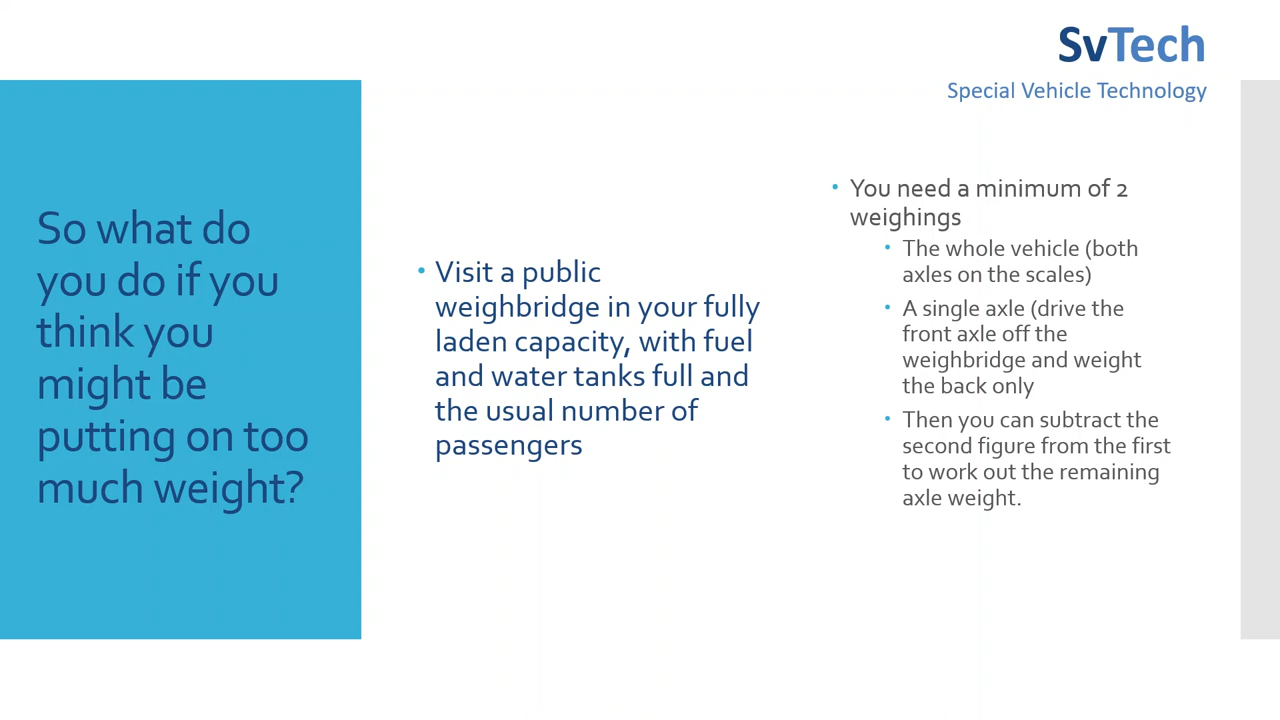 SvTech
Special Vehicle Technology
So what do
you do if you
think you
might be
putting on too
much weight?
• Visit a public
weighbridge in your fully
laden capacity, with fuel
and water tanks full and
the usual number of
passengers
• You need a minimum of 2
weighings
• The whole vehicle (both
axles on the scales)
• A single axle (drive the
front axle off the
weighbridge and weight
the back only
• Then you can subtract the
second figure from the first
to work out the remaining
axle weight.